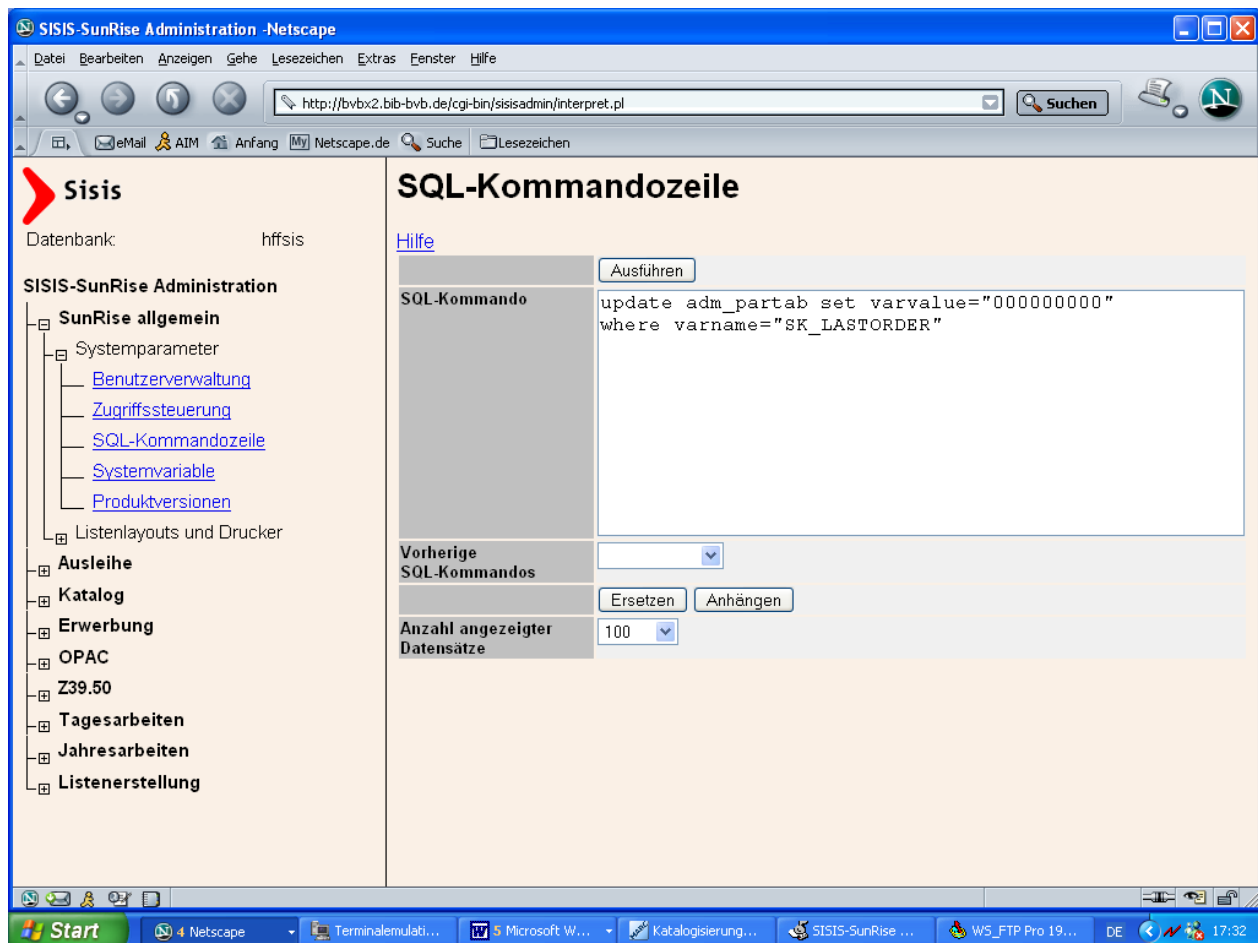 SISIS-SunRise Administration -Netscape
Datei Bearbeiten Anzeigen Gehe Lesezeichen Extras Fenster Hilfe
http://bvbx2.bib-bvb.de/cgi-bin/sisisadmin/interpret.pl
Suchen
N
eMail AIM Anfang My Netscape.de Suche Lesezeichen
Sisis
Datenbank: hffsis
SISIS-SunRise Administration
SunRise allgemein
Systemparameter
Benutzerverwaltung
Zugriffssteuerung
SQL-Kommandozeile
Systemvariable
Produktversionen
Listenlayouts und Drucker
Ausleihe
Katalog
Erwerbung
OPAC
Z39.50
Tagesarbeiten
Jahresarbeiten
Listenerstellung
SQL-Kommandozeile
Hilfe
Ausführen
SQL-Kommando
update adm_partab set varvalue="000000000"
where varname="SK_LASTORDER"
Vorherige
SQL-Kommandos
Ersetzen Anhängen
Anzahl angezeigter
Datensätze
100
Start 4 Netscape Terminalemulati... 5 Microsoft W... Katalogisierung... SISIS-SunRise ... WS_FTP Pro 19... DE 17:32